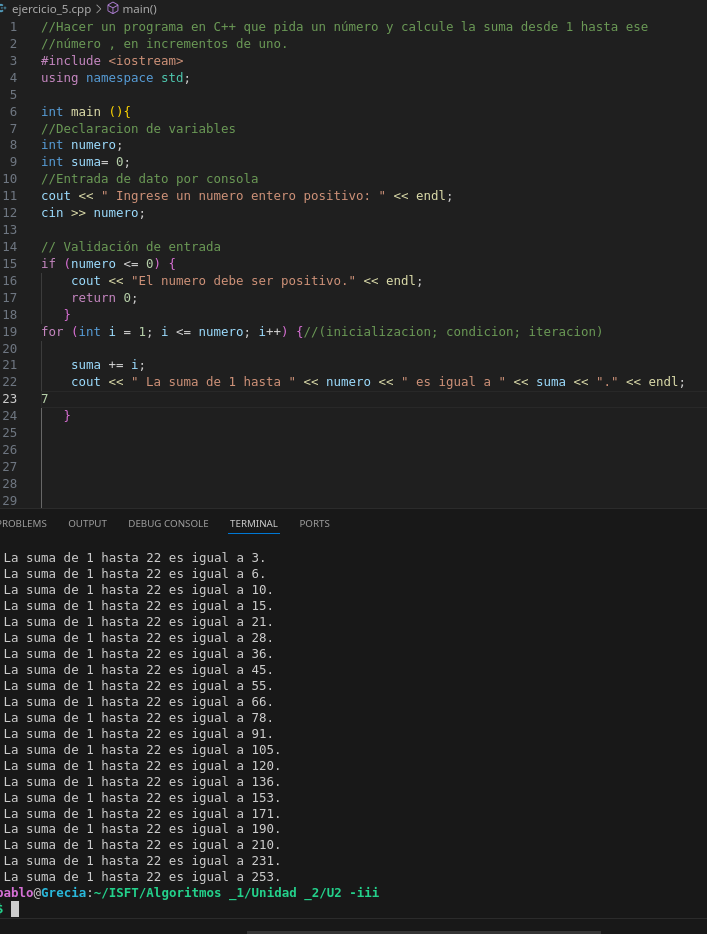 ejercicio_5.cpp > main()
1 //Hacer un programa en C++ que pida un número y calcule la suma desde 1 hasta ese
2 //número , en incrementos de uno.
3 #include <iostream>
4 using namespace std;
5
6 int main (){
7 //Declaracion de variables
8 int numero;
9 int suma= 0;
10 //Entrada de dato por consola
11 cout << " Ingrese un numero entero positivo: " << endl;
12 cin >> numero;
13
14 // Validación de entrada
15 if (numero <= 0) {
16 cout << "El numero debe ser positivo." << endl;
17 return 0;
18 }
19 for (int i = 1; i <= numero; i++) {//(inicializacion; condicion; iteracion)
20
21 suma += i;
22 cout << " La suma de 1 hasta " << numero << " es igual a " << suma << "." << endl;
23 7
24 }
25
26
27
28
29
PROBLEMS OUTPUT DEBUG CONSOLE TERMINAL PORTS
La suma de 1 hasta 22 es igual a 3.
La suma de 1 hasta 22 es igual a 6.
La suma de 1 hasta 22 es igual a 10.
La suma de 1 hasta 22 es igual a 15.
La suma de 1 hasta 22 es igual a 21.
La suma de 1 hasta 22 es igual a 28.
La suma de 1 hasta 22 es igual a 36.
La suma de 1 hasta 22 es igual a 45.
La suma de 1 hasta 22 es igual a 55.
La suma de 1 hasta 22 es igual a 66.
La suma de 1 hasta 22 es igual a 78.
La suma de 1 hasta 22 es igual a 91.
La suma de 1 hasta 22 es igual a 105.
La suma de 1 hasta 22 es igual a 120.
La suma de 1 hasta 22 es igual a 136.
La suma de 1 hasta 22 es igual a 153.
La suma de 1 hasta 22 es igual a 171.
La suma de 1 hasta 22 es igual a 190.
La suma de 1 hasta 22 es igual a 210.
La suma de 1 hasta 22 es igual a 231.
La suma de 1 hasta 22 es igual a 253.
pablo@Grecia:~/ISFT/Algoritmos _1/Unidad _2/U2 -iii
$